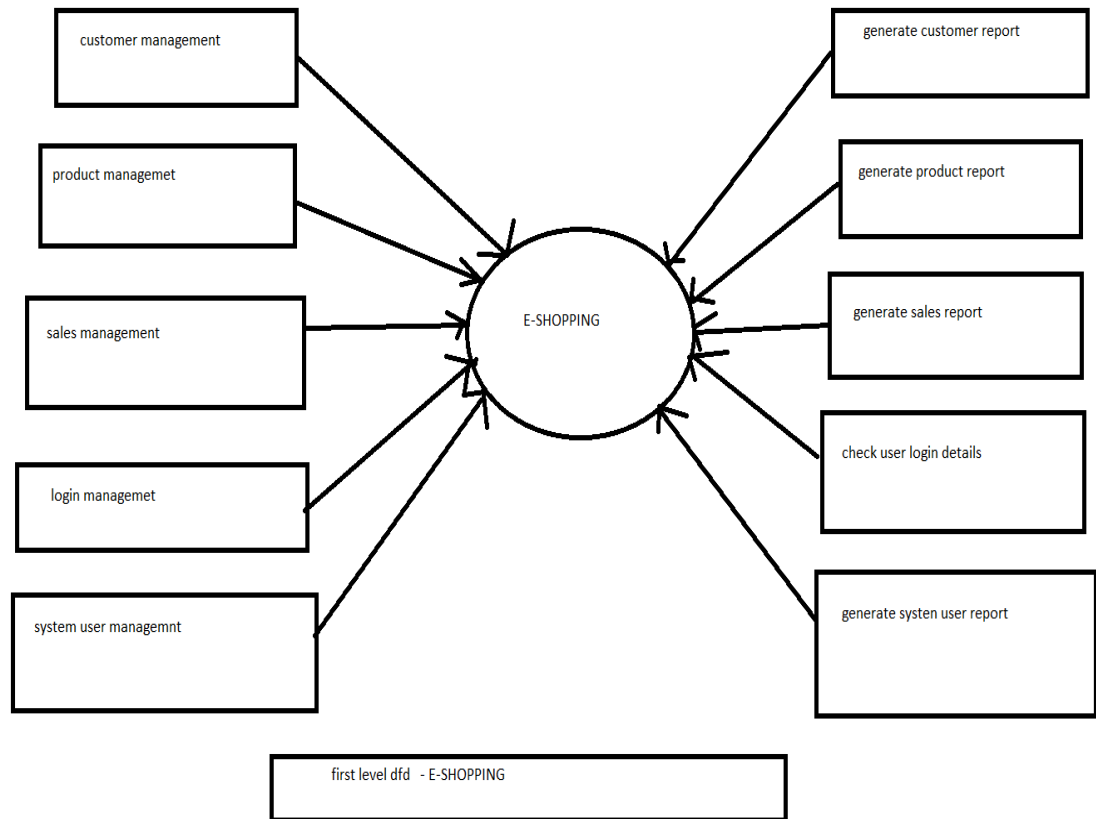 customer management
product managemet
sales management
login managemet
system user managemnt
E-SHOPPING
generate customer report
generate product report
generate sales report
check user login details
generate systen user report
first level dfd - E-SHOPPING